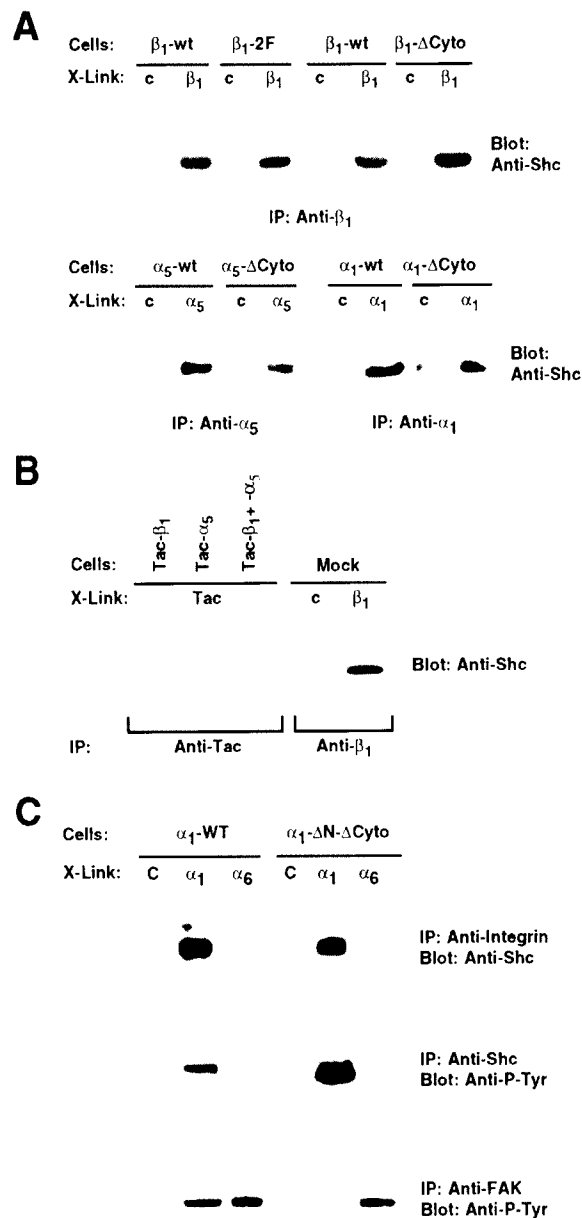 A
Cells: β1-wt β1-2F β1-wt β1-ΔCyto
X-Link: c β1 c β1 c β1 c β1
Blot:
Anti-Shc
IP: Anti-β1
Cells: α5-wt α5-ΔCyto α1-wt α1-ΔCyto
X-Link: c α5 c α5 c α1 c α1
Blot:
Anti-Shc
IP: Anti-α5 IP: Anti-α1
B
Cells: Tac-β1 Tac-α5 Tac-β1+ -α5 Mock
X-Link: Tac c β1
Blot: Anti-Shc
IP: Anti-Tac Anti-β1
C
Cells: α1-WT α1-ΔN-ΔCyto
X-Link: C α1 α6 C α1 α6
IP: Anti-Integrin
Blot: Anti-Shc
IP: Anti-Shc
Blot: Anti-P-Tyr
IP: Anti-FAK
Blot: Anti-P-Tyr